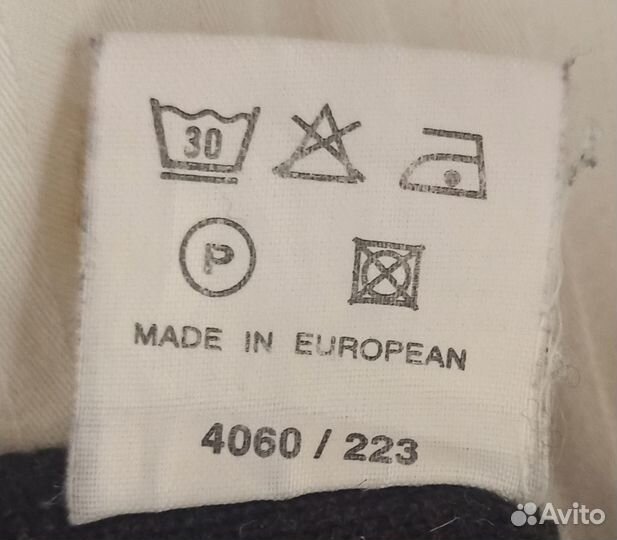 30
P
MADE IN EUROPEAN
4060 / 223
Avito